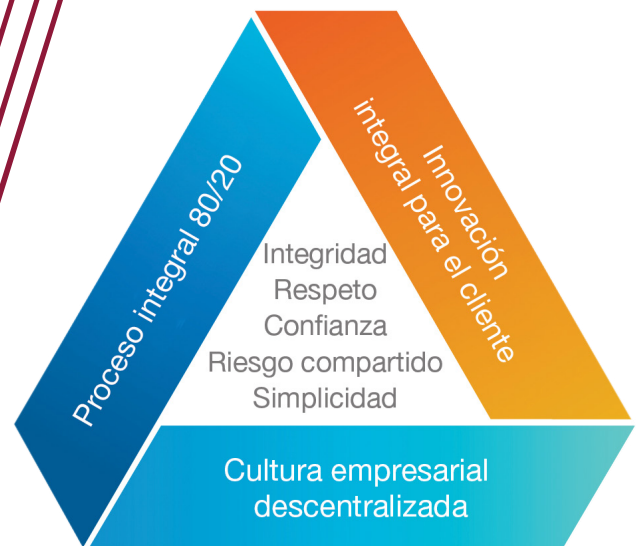 Proceso integral 80/20
Innovación
integral para el cliente
Integridad
Respeto
Confianza
Riesgo compartido
Simplicidad
Cultura empresarial
descentralizada